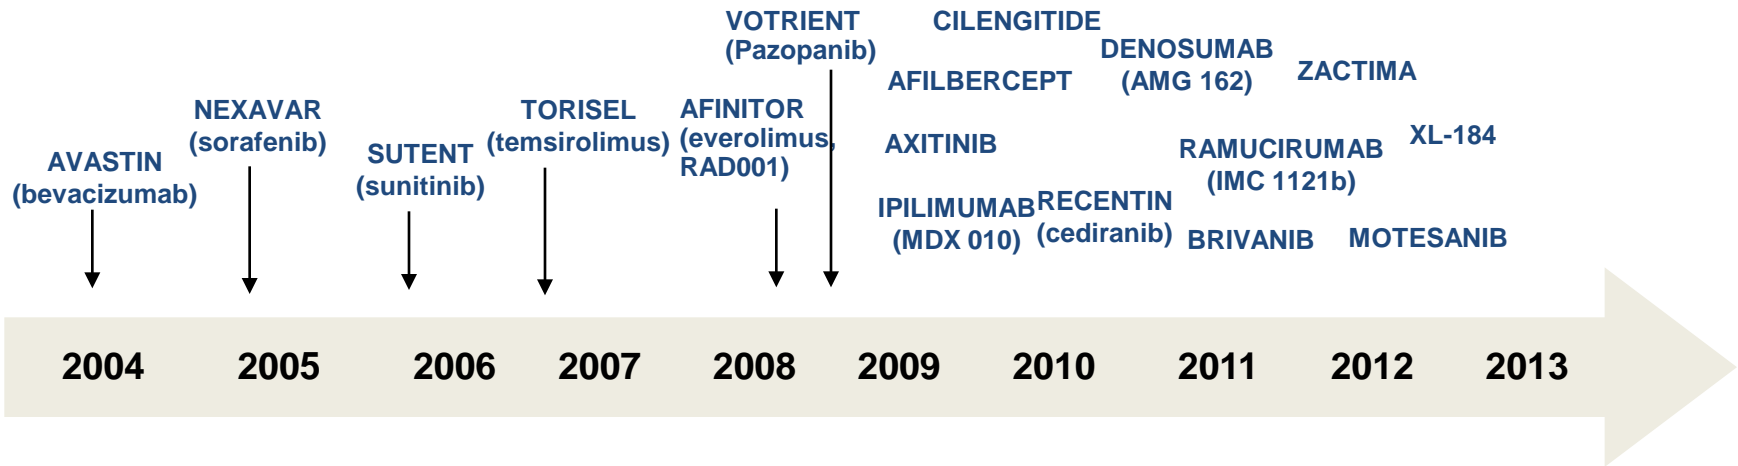 VOTRIENT
(Pazopanib)
CILENGITIDE
DENOSUMAB
(AMG 162)
ZACTIMA
AFILBERCEPT
NEXAVAR
(sorafenib)
TORISEL
(temsirolimus)
AFINITOR
(everolimus,
RAD001)
AXITINIB
XL-184
AVASTIN
(bevacizumab)
SUTENT
(sunitinib)
RAMUCIRUMAB
(IMC 1121b)
IPILIMUMAB
(MDX 010)
RECENTIN
(cediranib)
BRIVANIB
MOTESANIB
2004 2005 2006 2007 2008 2009 2010 2011 2012 2013